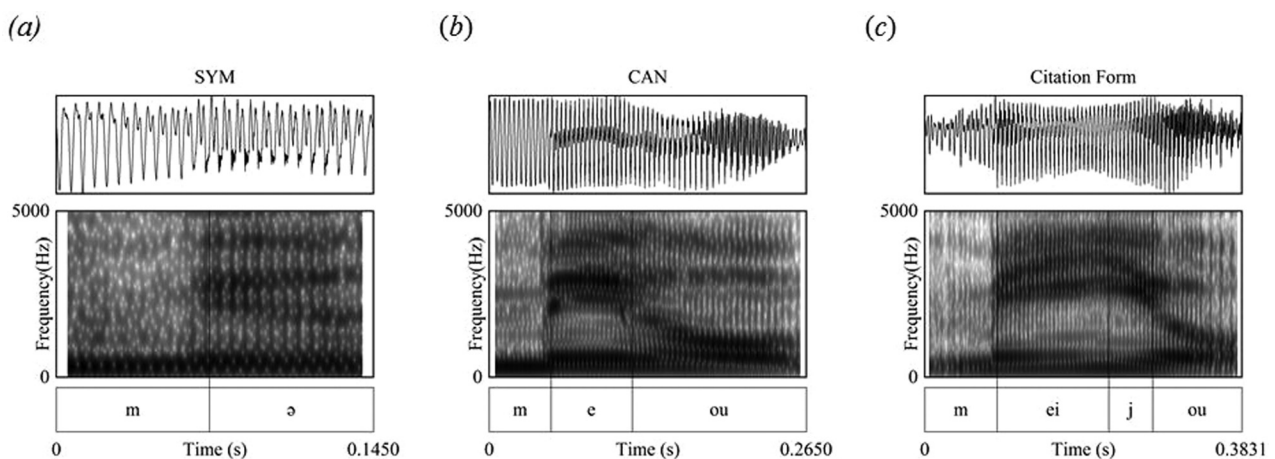 (a) (b) (c)
SYM CAN Citation Form
5000 5000 5000
Frequency(Hz) Frequency(Hz) Frequency(Hz)
0 0 0
m ə m e ou m ei j ou
0 Time (s) 0.1450 0 Time (s) 0.2650 0 Time (s) 0.3831